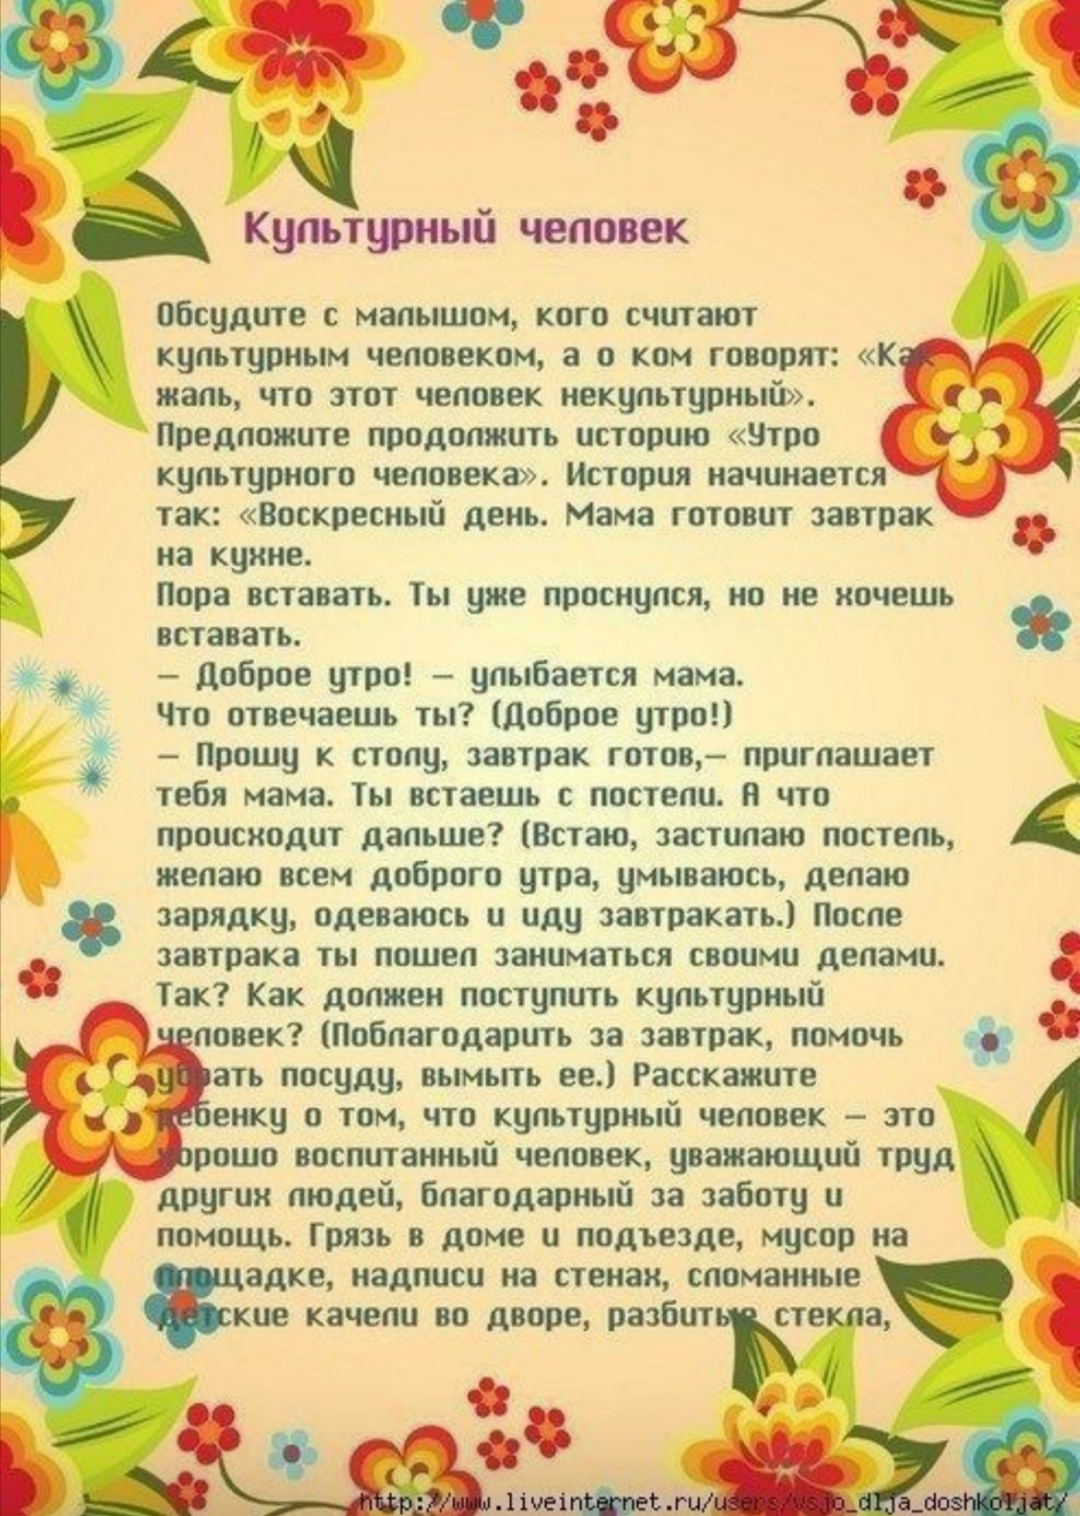 Культурный человек
Обсудите с малышом, кого считают
культурным человеком, а о ком говорят: «Как
жаль, что этот человек некультурный».
Предложите продолжить историю «Утро
культурного человека». История начинается
так: «Воскресный день. Мама готовит завтрак
на кухне.
Пора вставать. Ты уже проснулся, но не хочешь
вставать.
— Доброе утро! — улыбается мама.
Что отвечаешь ты? (Доброе утро!)
— Прошу к столу, завтрак готов,— приглашает
тебя мама. Ты встаешь с постели. А что
происходит дальше? (Встаю, застилаю постель,
желаю всем доброго утра, умываюсь, делаю
зарядку, одеваюсь и иду завтракать.) После
завтрака ты пошел заниматься своими делами.
Так? Как должен поступить культурный
человек? (Поблагодарить за завтрак, помочь
убрать посуду, вымыть ее.) Расскажите
ребенку о том, что культурный человек — это
хорошо воспитанный человек, уважающий труд
других людей, благодарный за заботу и
помощь. Грязь в доме и подъезде, мусор на
площадке, надписи на стенах, сломанные
детские качели во дворе, разбитые стекла,
http://www.liveinternet.ru/users/vsjo_dlja_doshkoljat/